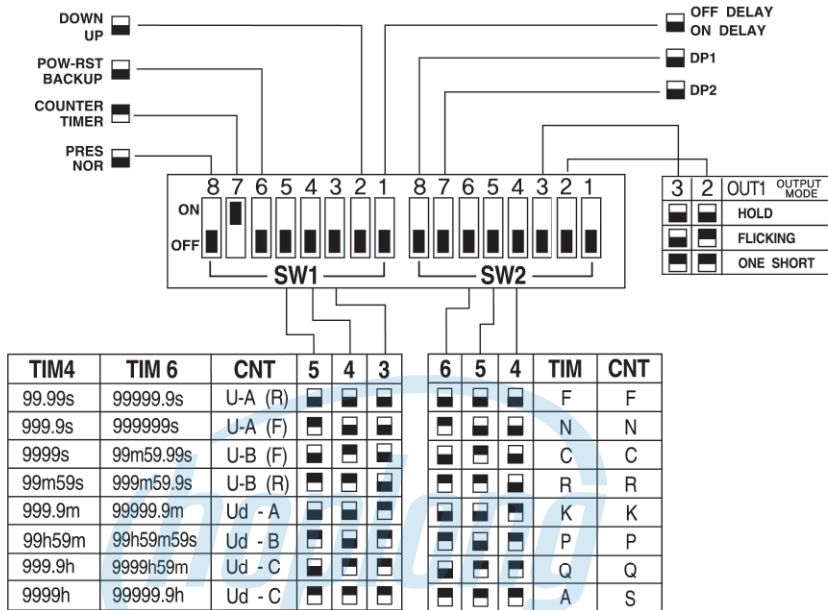 DOWN
UP
POW-RST
BACKUP
COUNTER
TIMER
PRES
NOR
OFF DELAY
ON DELAY
DP1
DP2
8 7 6 5 4 3 2 1 8 7 6 5 4 3 2 1
ON
OFF
SW1 SW2
3 2 OUT1 OUTPUT MODE
HOLD
FLICKING
ONE SHORT
TIM4 TIM 6 CNT 5 4 3
99.99s 99999.9s U-A (R)
999.9s 999999s U-A (F)
9999s 99m59.99s U-B (F)
99m59s 999m59.9s U-B (R)
999.9m 99999.9m Ud - A
99h59m 99h59m59s Ud - B
999.9h 9999h59m Ud - C
9999h 99999.9h Ud - C
6 5 4 TIM CNT
F F
N N
C C
R R
K K
P P
Q Q
A S
hoplong